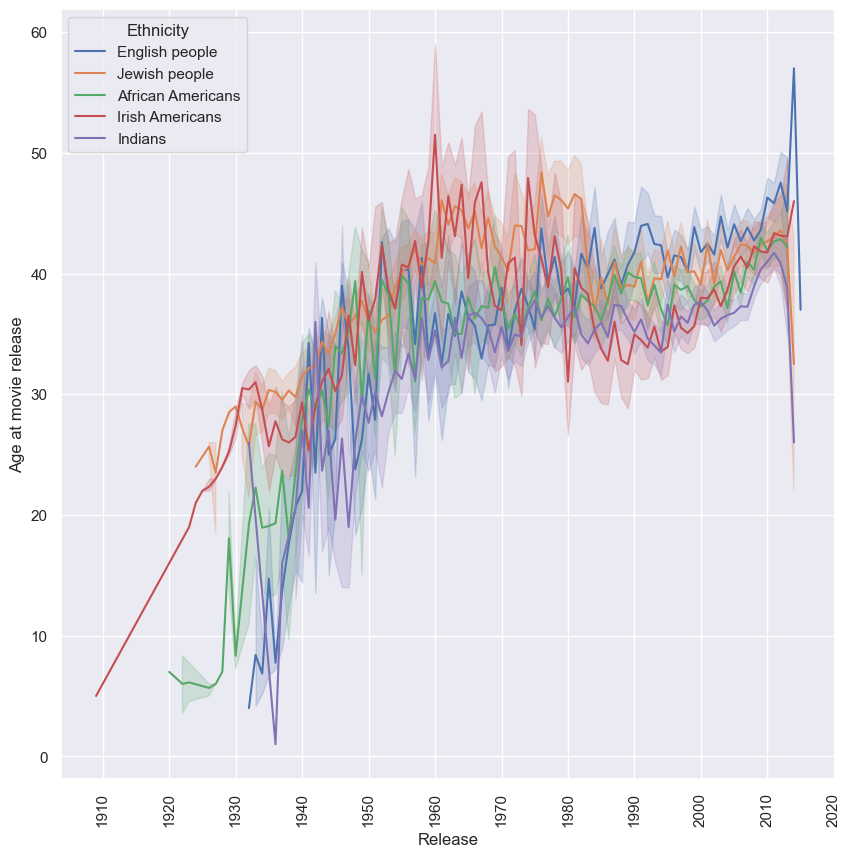 Ethnicity
English people
Jewish people
African Americans
Irish Americans
Indians
60
50
40
30
20
10
0
Age at movie release
1910
1920
1930
1940
1950
1960
1970
1980
1990
2000
2010
2020
Release